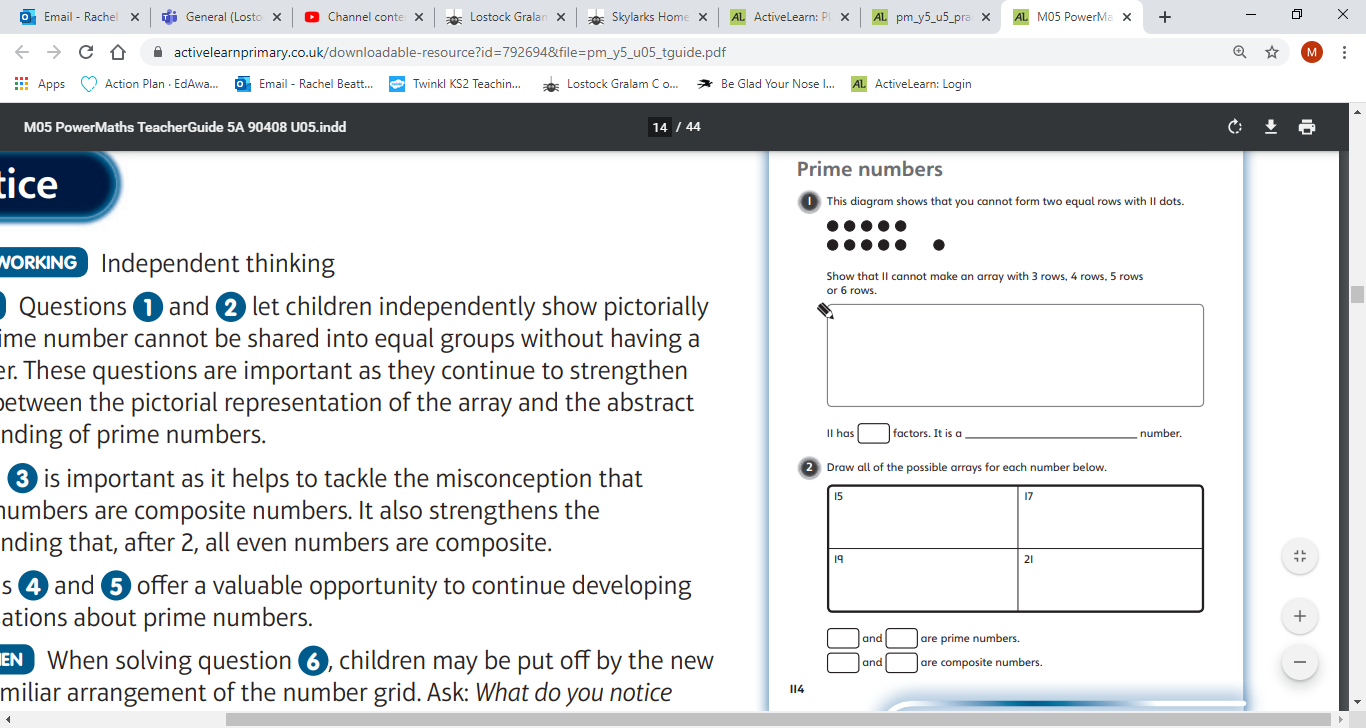 Email - Rachel
General (Losto
Channel conte
Lostock Gralan
Skylarks Home
ActiveLearn: P
pm_y5_u5_pra
M05 PowerMa
activelearnprimary.co.uk/downloadable-resource?id=792694&file=pm_y5_u05_tguide.pdf
M
Apps
Action Plan · EdAwa...
Email - Rachel Beatt...
Twinkl KS2 Teachin...
Lostock Gralam C o...
Be Glad Your Nose I...
ActiveLearn: Login
M05 PowerMaths TeacherGuide 5A 90408 U05.indd
14 / 44
tice
WORKING Independent thinking
Questions 1 and 2 let children independently show pictorially
ime number cannot be shared into equal groups without having a
er. These questions are important as they continue to strengthen
between the pictorial representation of the array and the abstract
nding of prime numbers.
3 is important as it helps to tackle the misconception that
numbers are composite numbers. It also strengthens the
nding that, after 2, all even numbers are composite.
s 4 and 5 offer a valuable opportunity to continue developing
ations about prime numbers.
EN When solving question 6, children may be put off by the new
miliar arrangement of the number grid. Ask: What do you notice
Prime numbers
1 This diagram shows that you cannot form two equal rows with 11 dots.
Show that 11 cannot make an array with 3 rows, 4 rows, 5 rows
or 6 rows.
11 has factors. It is a number.
2 Draw all of the possible arrays for each number below.
15 17
19 21
and are prime numbers.
and are composite numbers.
114